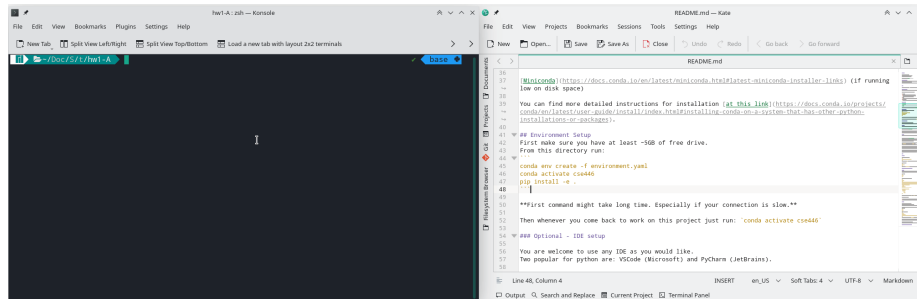 hw1-A : zsh — Konsole
File Edit View Bookmarks Plugins Settings Help
New Tab Split View Left/Right Split View Top/Bottom Load a new tab with layout 2x2 terminals
~/Doc/S/t/hw1-A
✓ base
README.md — Kate
File Edit View Projects Bookmarks Sessions Tools Settings Help
New Open... Save Save As Close Undo Redo Go back Go forward
README.md
Documents
Projects
Git
Filesystem Browser
36
37 [Miniconda](https://docs.conda.io/en/latest/miniconda.html#latest-miniconda-installer-links) (if running
low on disk space)
38
39 You can find more detailed instructions for installation [at this link](https://docs.conda.io/projects/
conda/en/latest/user-guide/install/index.html#installing-conda-on-a-system-that-has-other-python-
installations-or-packages).
40
41 ## Environment Setup
42 First make sure you have at least ~5GB of free drive.
43 From this directory run:
44 ```
45 conda env create -f environment.yaml
46 conda activate cse446
47 pip install -e .
48 ```
49
50 **First command might take long time. Especially if your connection is slow.**
51
52 Then whenever you come back to work on this project just run: `conda activate cse446`
53
54 ### Optional - IDE setup
55
56 You are welcome to use any IDE as you would like.
57 Two popular for python are: VSCode (Microsoft) and PyCharm (JetBrains).
58
Line 48, Column 4 INSERT en_US Soft Tabs: 4 UTF-8 Markdown
Output Search and Replace Current Project Terminal Panel